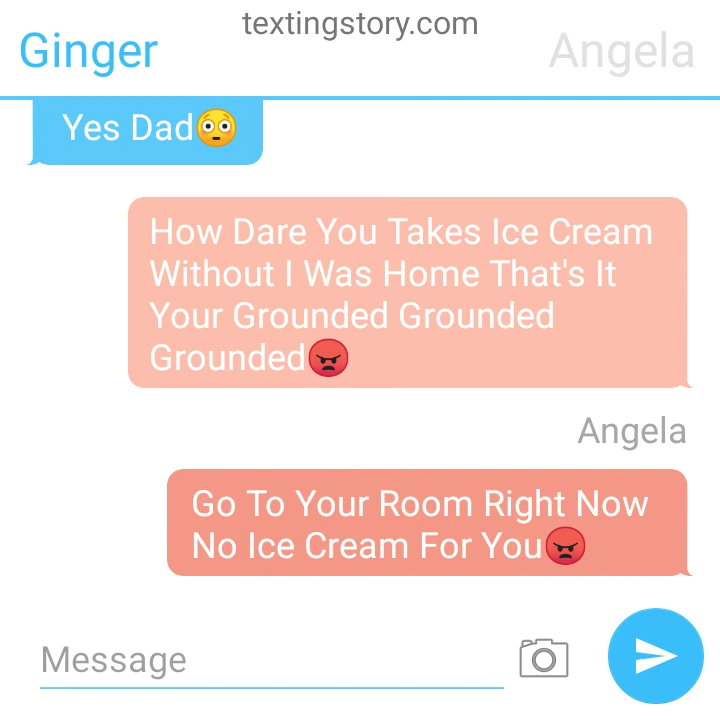 textingstory.com
Ginger
Angela
Yes Dad😳
How Dare You Takes Ice Cream
Without I Was Home That's It
Your Grounded Grounded
Grounded😡
Angela
Go To Your Room Right Now
No Ice Cream For You😡
Message